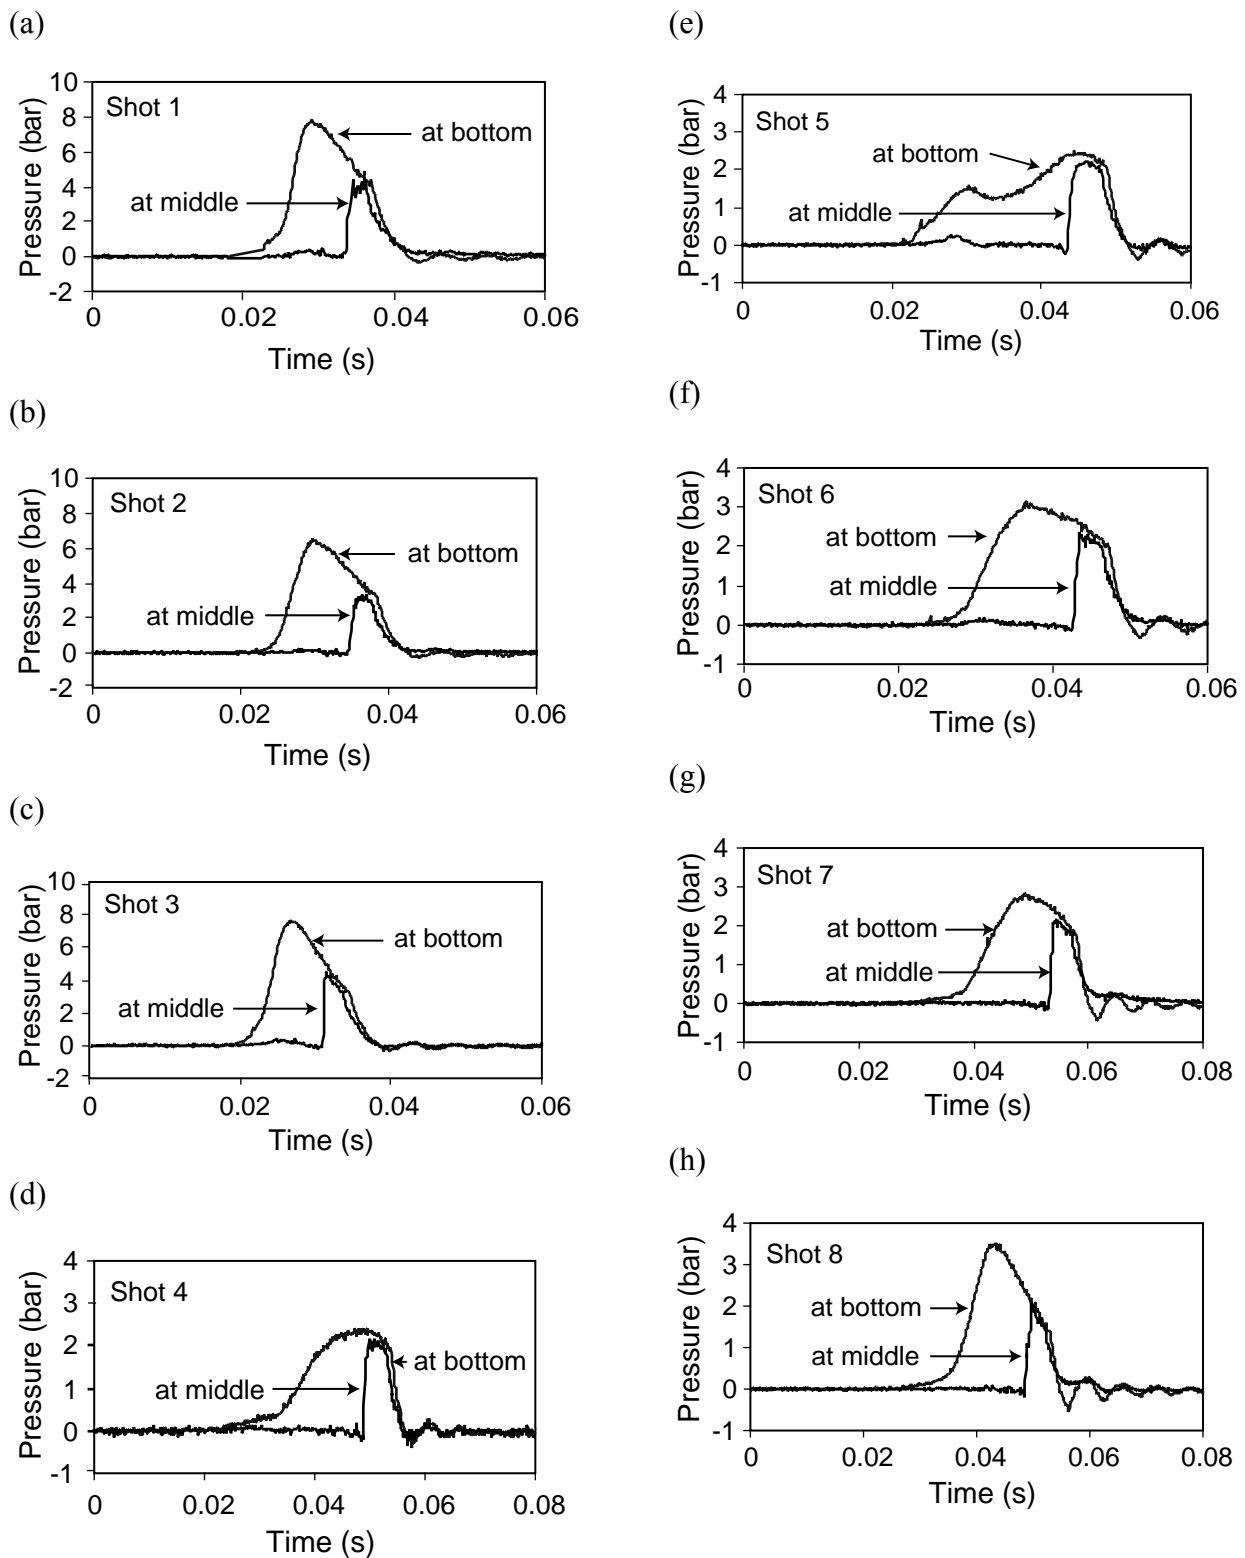 (a)
10
8
6
4
2
0
-2
Pressure (bar)
Shot 1
at bottom
at middle
0 0.02 0.04 0.06
Time (s)
(b)
10
8
6
4
2
0
-2
Pressure (bar)
Shot 2
at bottom
at middle
0 0.02 0.04 0.06
Time (s)
(c)
10
8
6
4
2
0
-2
Pressure (bar)
Shot 3
at bottom
at middle
0 0.02 0.04 0.06
Time (s)
(d)
4
3
2
1
0
-1
Pressure (bar)
Shot 4
at bottom
at middle
0 0.02 0.04 0.06 0.08
Time (s)
(e)
4
3
2
1
0
-1
Pressure (bar)
Shot 5
at bottom
at middle
0 0.02 0.04 0.06
Time (s)
(f)
4
3
2
1
0
-1
Pressure (bar)
Shot 6
at bottom
at middle
0 0.02 0.04 0.06
Time (s)
(g)
4
3
2
1
0
-1
Pressure (bar)
Shot 7
at bottom
at middle
0 0.02 0.04 0.06 0.08
Time (s)
(h)
4
3
2
1
0
-1
Pressure (bar)
Shot 8
at bottom
at middle
0 0.02 0.04 0.06 0.08
Time (s)